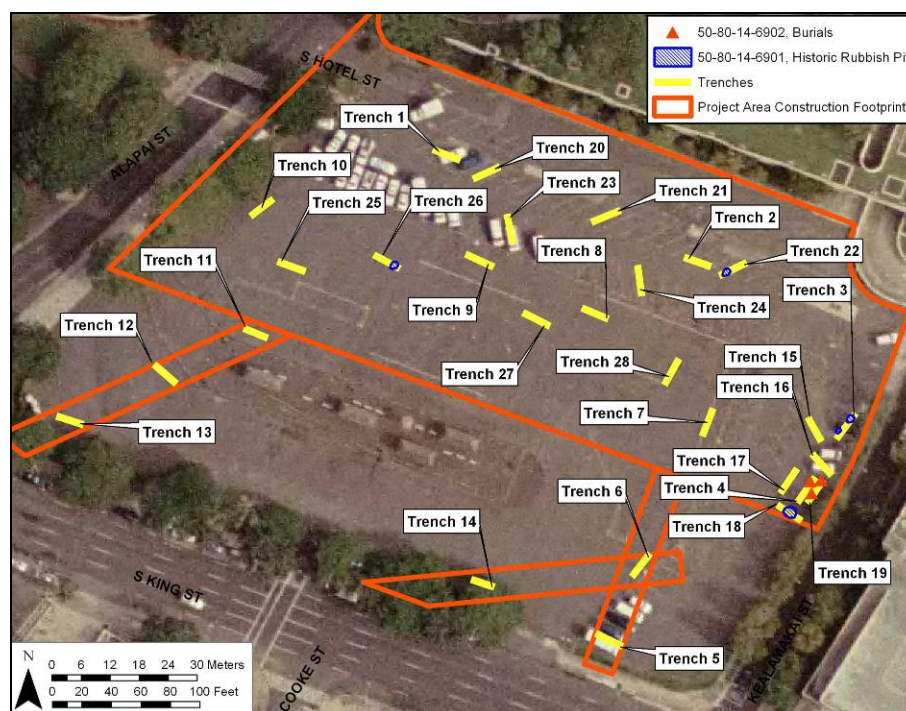 50-80-14-6902, Burials
50-80-14-6901, Historic Rubbish Pi
Trenches
Project Area Construction Footprint
S HOTEL ST
ALAPAI ST
Trench 1
Trench 20
Trench 10
Trench 23
Trench 25
Trench 26
Trench 21
Trench 2
Trench 8
Trench 22
Trench 11
Trench 3
Trench 9
Trench 24
Trench 12
Trench 27
Trench 15
Trench 28
Trench 16
Trench 7
Trench 13
Trench 17
Trench 6
Trench 4
Trench 14
Trench 18
Trench 19
S KING ST
COOKE ST
KEALAMAKAI ST
Trench 5
N
0 6 12 18 24 30 Meters
0 20 40 60 80 100 Feet